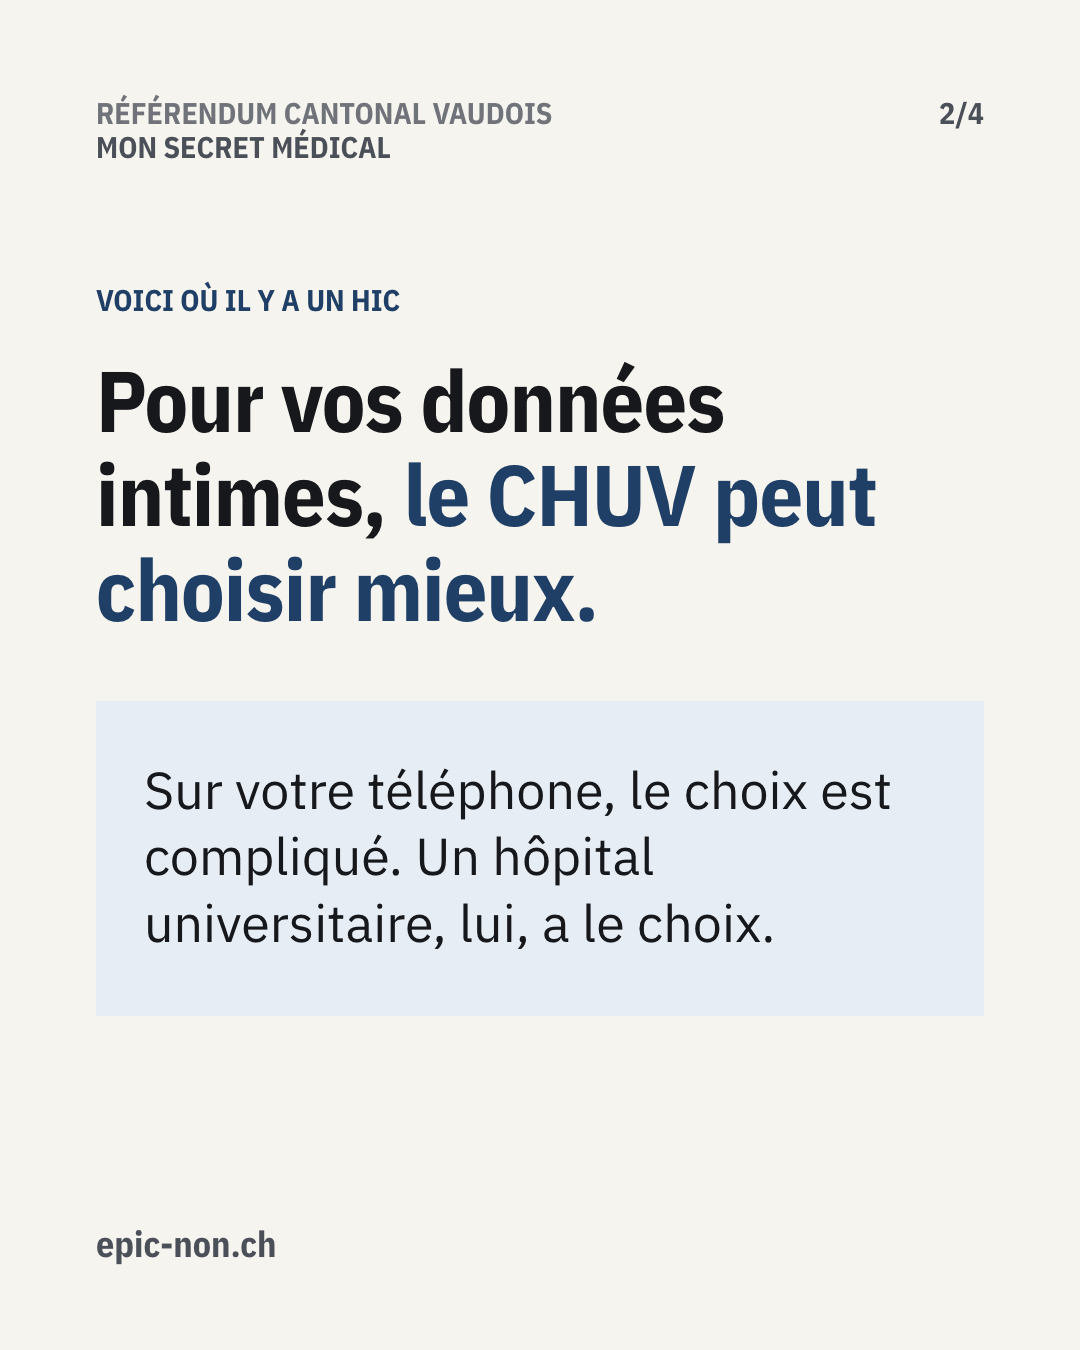 RÉFÉRENDUM CANTONAL VAUDOIS
MON SECRET MÉDICAL
2/4
VOICI OÙ IL Y A UN HIC
Pour vos données
intimes, le CHUV peut
choisir mieux.
Sur votre téléphone, le choix est
compliqué. Un hôpital
universitaire, lui, a le choix.
epic-non.ch